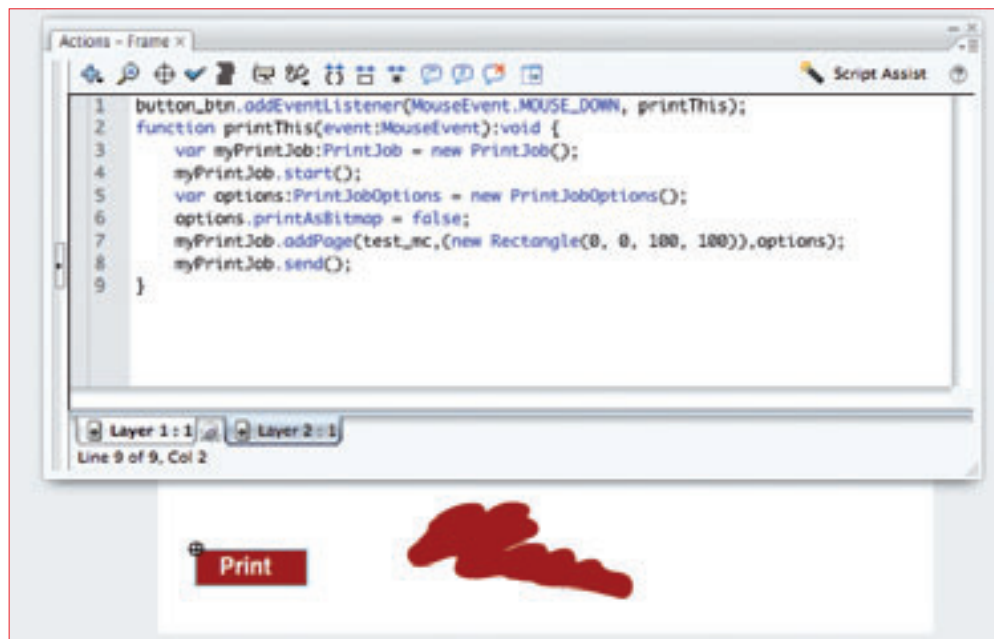 Actions - Frame ×
Script Assist
1 button_btn.addEventListener(MouseEvent.MOUSE_DOWN, printThis);
2 function printThis(event:MouseEvent):void {
3 var myPrintJob:PrintJob = new PrintJob();
4 myPrintJob.start();
5 var options:PrintJobOptions = new PrintJobOptions();
6 options.printAsBitmap = false;
7 myPrintJob.addPage(test_mc,(new Rectangle(0, 0, 100, 100)),options);
8 myPrintJob.send();
9 }
Layer 1 : 1 Layer 2 : 1
Line 9 of 9, Col 2
Print